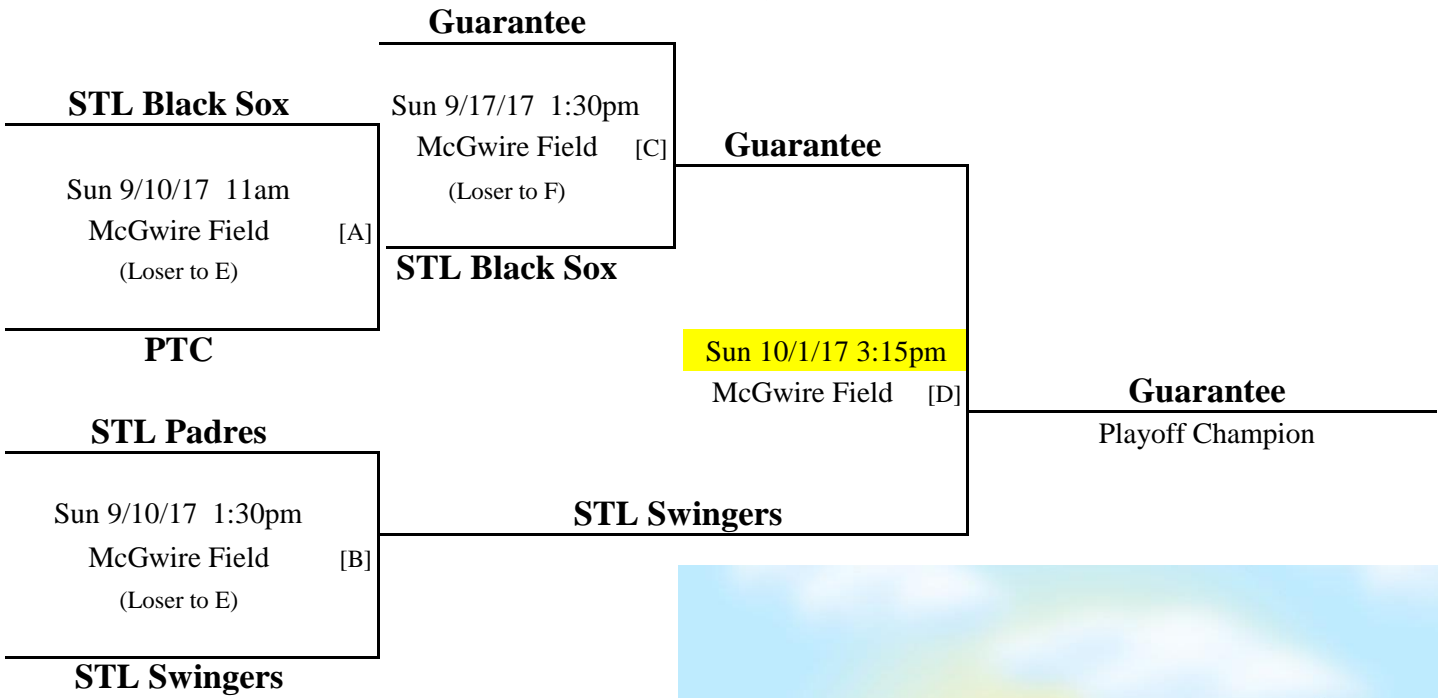 Guarantee
STL Black Sox
Sun 9/17/17 1:30pm
McGwire Field [C]
Guarantee
Sun 9/10/17 11am
(Loser to F)
McGwire Field [A]
(Loser to E)
STL Black Sox
PTC
Sun 10/1/17 3:15pm
McGwire Field [D]
Guarantee
STL Padres
Playoff Champion
Sun 9/10/17 1:30pm
STL Swingers
McGwire Field [B]
(Loser to E)
STL Swingers